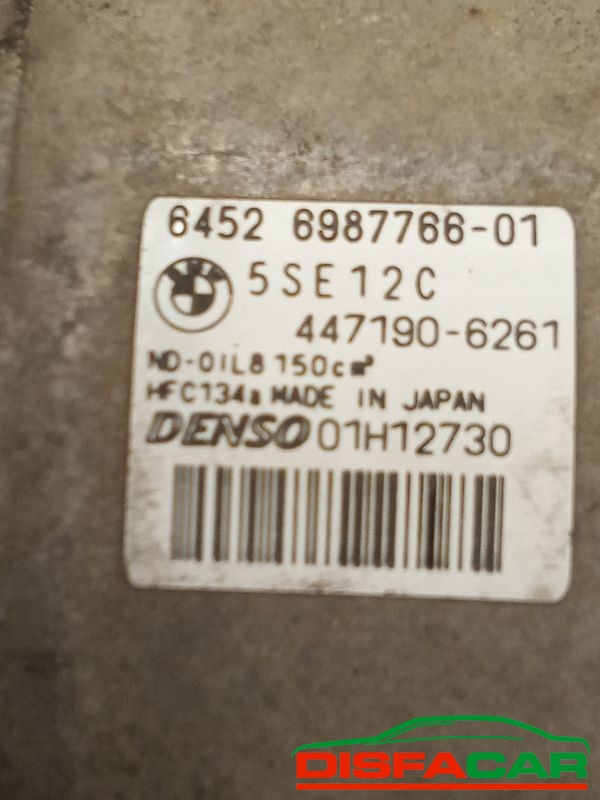 6452 6987766-01
5SE12C
447190-6261
ND-OIL8 150cm³
HFC134a MADE IN JAPAN
DENSO 01H12730
DISFACAR